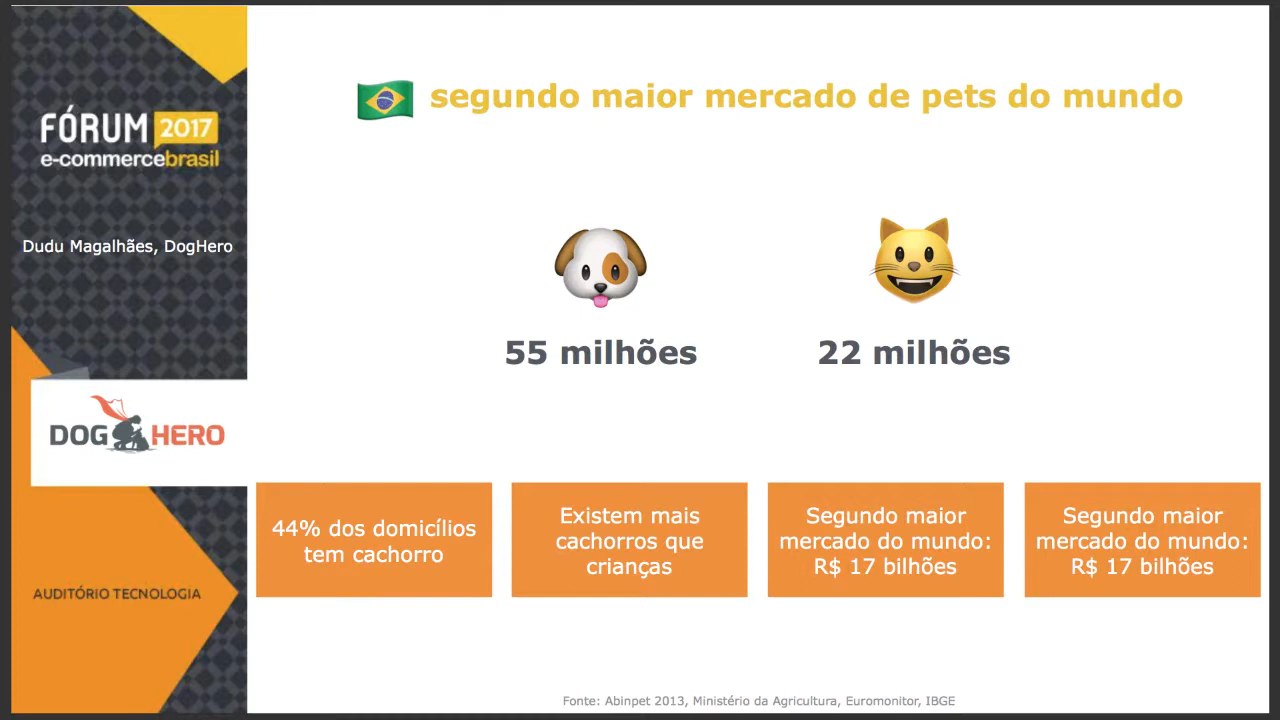 FÓRUM 2017
e-commercebrasil
Dudu Magalhães, DogHero
DOG HERO
AUDITÓRIO TECNOLOGIA
segundo maior mercado de pets do mundo
55 milhões
22 milhões
44% dos domicílios
tem cachorro
Existem mais
cachorros que
crianças
Segundo maior
mercado do mundo:
R$ 17 bilhões
Segundo maior
mercado do mundo:
R$ 17 bilhões
Fonte: Abinpet 2013, Ministério da Agricultura, Euromonitor, IBGE